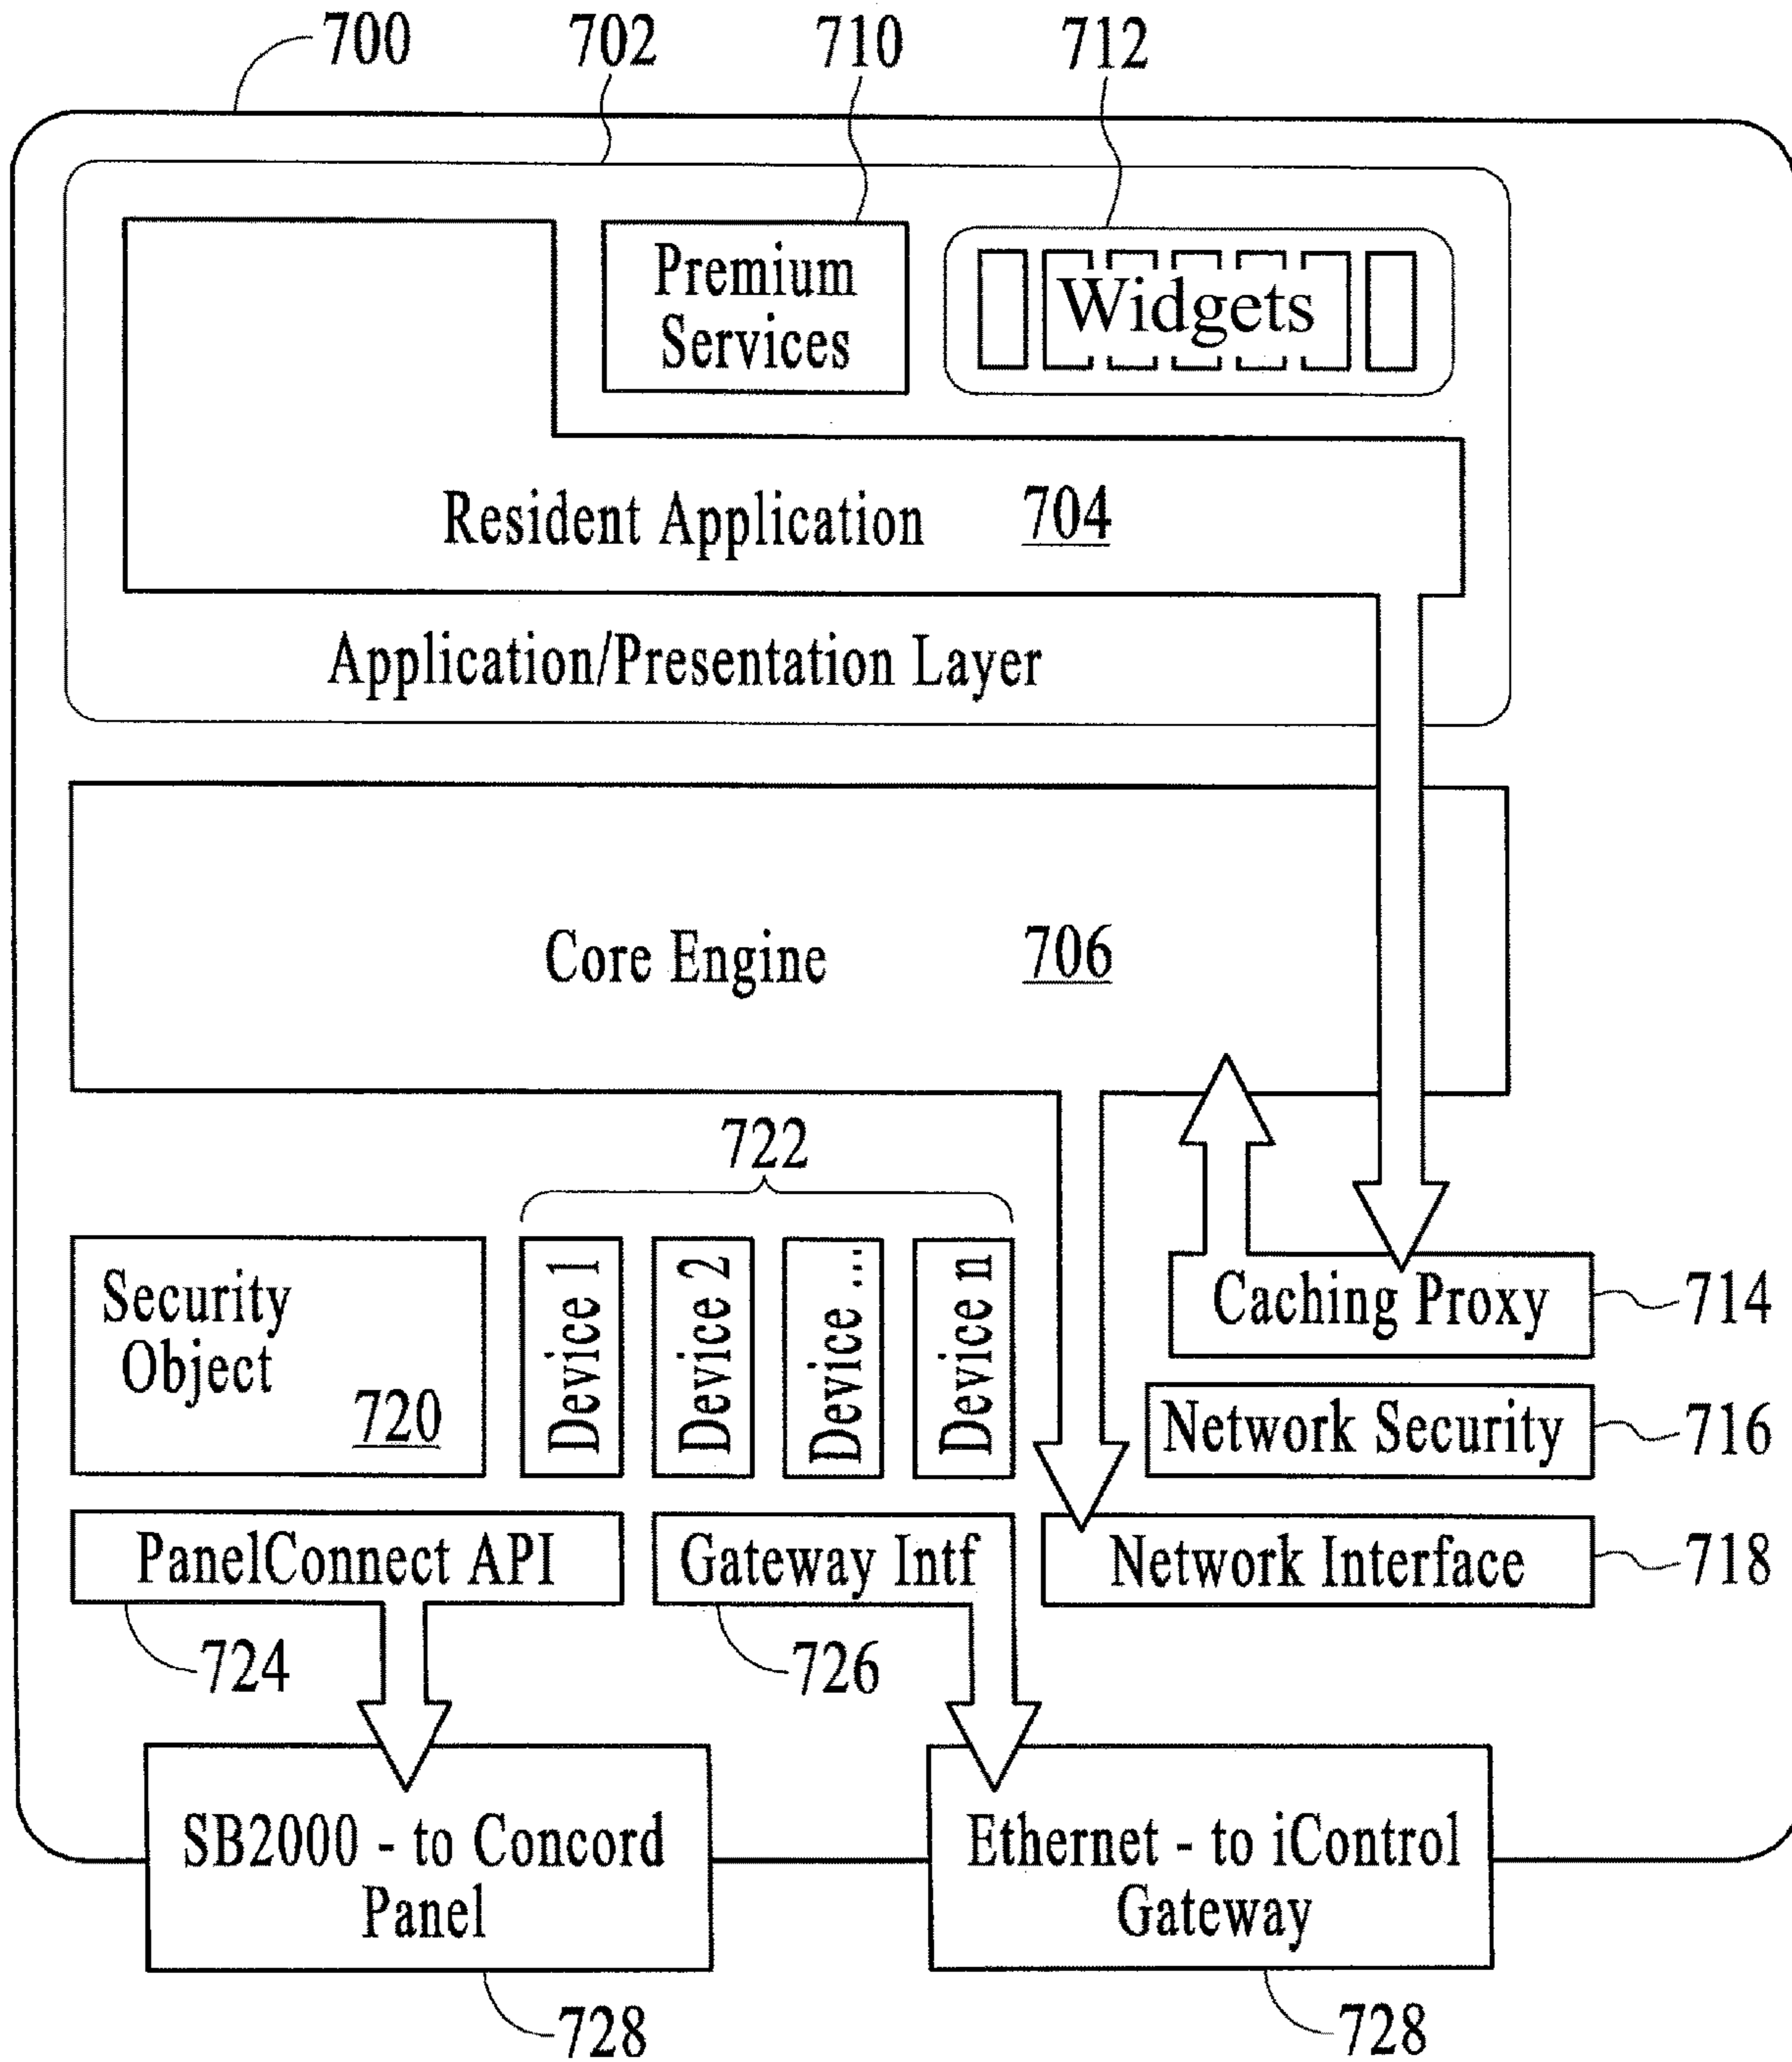 700
702
710
712
Premium
Services
Widgets
Resident Application 704
Application/Presentation Layer
Core Engine 706
722
Security
Object
720
Device 1
Device 2
Device ...
Device n
Caching Proxy
714
Network Security
716
PanelConnect API
Gateway Intf
Network Interface
718
724
726
SB2000 - to Concord
Panel
Ethernet - to iControl
Gateway
728
728